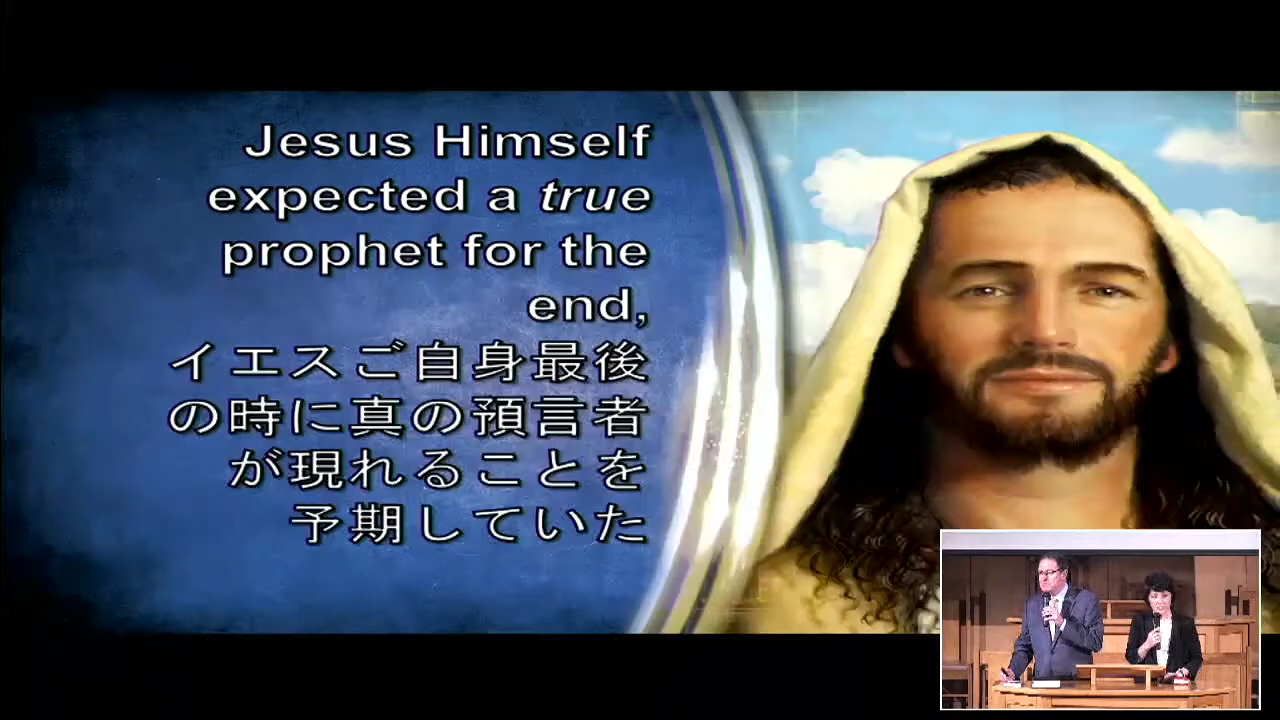 Jesus Himself
expected a true
prophet for the
end,
イエスご自身最後
の時に真の預言者
が現れることを
予期していた